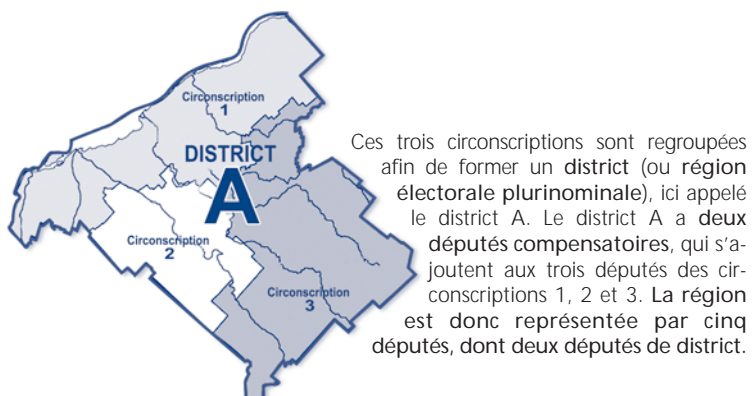 Circonscription
1
DISTRICT
A
Circonscription
2
Circonscription
3
Ces trois circonscriptions sont regroupées
afin de former un district (ou région
électorale plurinominale), ici appelé
le district A. Le district A a deux
députés compensatoires, qui s'a-
joutent aux trois députés des cir-
conscriptions 1, 2 et 3. La région
est donc représentée par cinq
députés, dont deux députés de district.